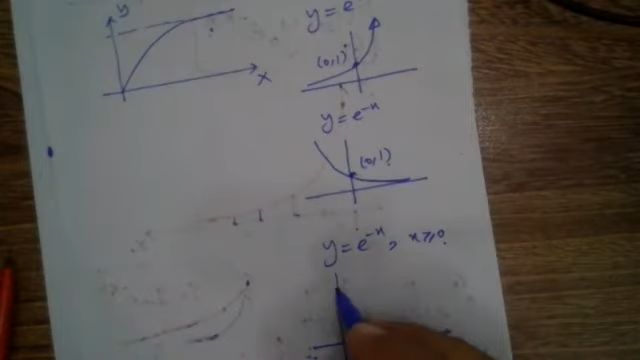 y
x
y = e
(0,1)
y = e^-x
(0,1)
y = e^-x, x ≥ 0